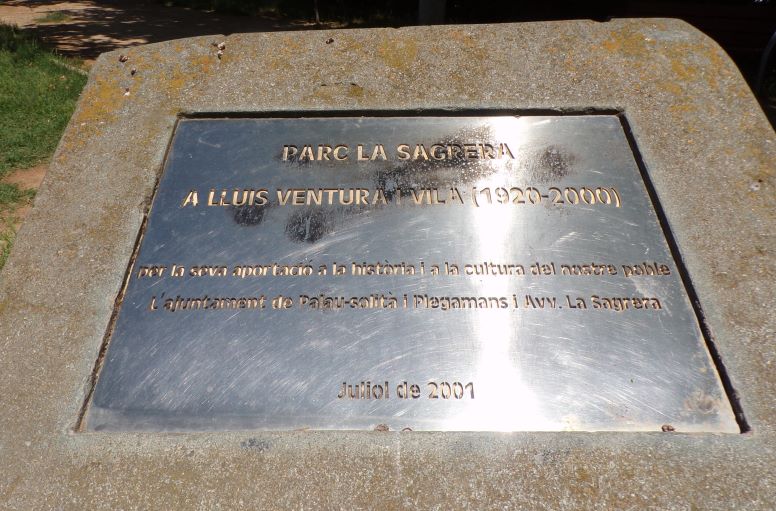 PARC LA SAGRERA
A LLUIS VENTURA I VILA (1920-2000)
per la seva aportació a la història i a la cultura del nostre poble
L'ajuntament de Palau-solità i Plegamans i Avv. La Sagrera
Juliol de 2001